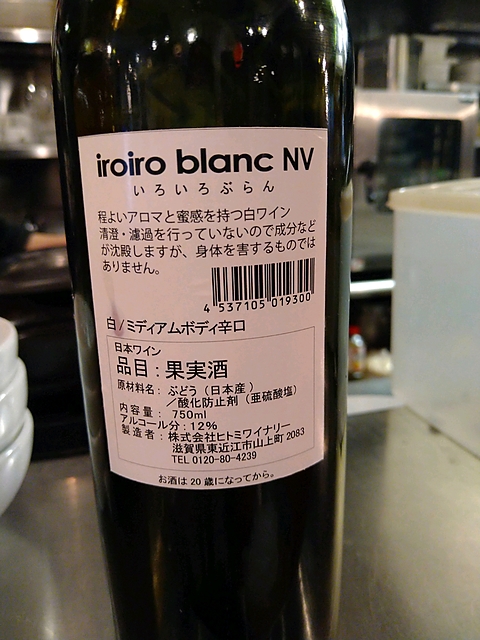 iroiro blanc NV
いろいろぶらん
程よいアロマと蜜感を持つ白ワイン
清澄・濾過を行っていないので成分など
が沈殿しますが、身体を害するものでは
ありません。
4 537105 019300
白/ミディアムボディ辛口
日本ワイン
品目:果実酒
原材料名:ぶどう(日本産)
/酸化防止剤(亜硫酸塩)
内容量:750ml
アルコール分:12%
製造者:株式会社ヒトミワイナリー
滋賀県東近江市山上町2083
TEL 0120-80-4239
お酒は20歳になってから。